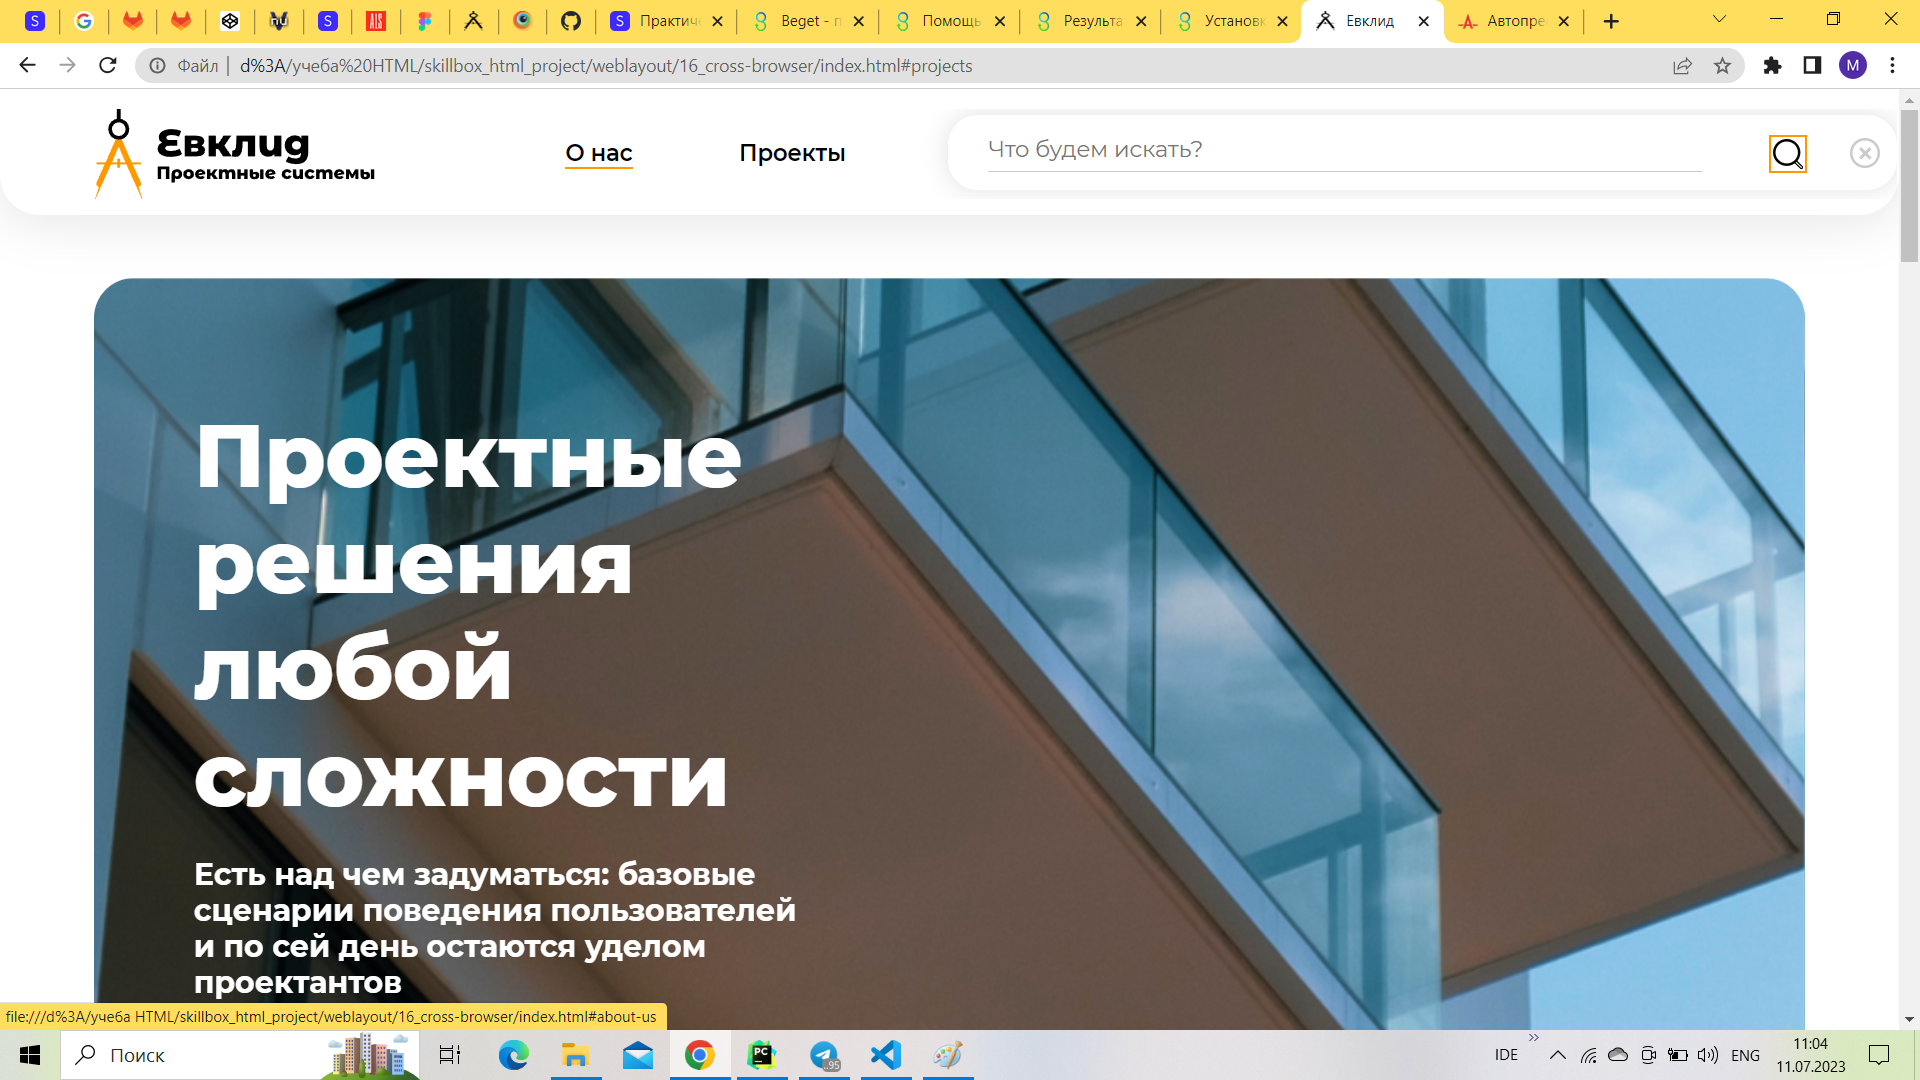 Практич
Beget - п
Помощь
Результа
Установк
Евклид
Автопре
Файл | d%3A/учеба%20HTML/skillbox_html_project/weblayout/16_cross-browser/index.html#projects
M
Евклид
Проектные системы
О нас
Проекты
Что будем искать?
Проектные
решения
любой
сложности
Есть над чем задуматься: базовые
сценарии поведения пользователей
и по сей день остаются уделом
проектантов
file:///d%3A/учеба HTML/skillbox_html_project/weblayout/16_cross-browser/index.html#about-us
Поиск
IDE
ENG
11:04
11.07.2023